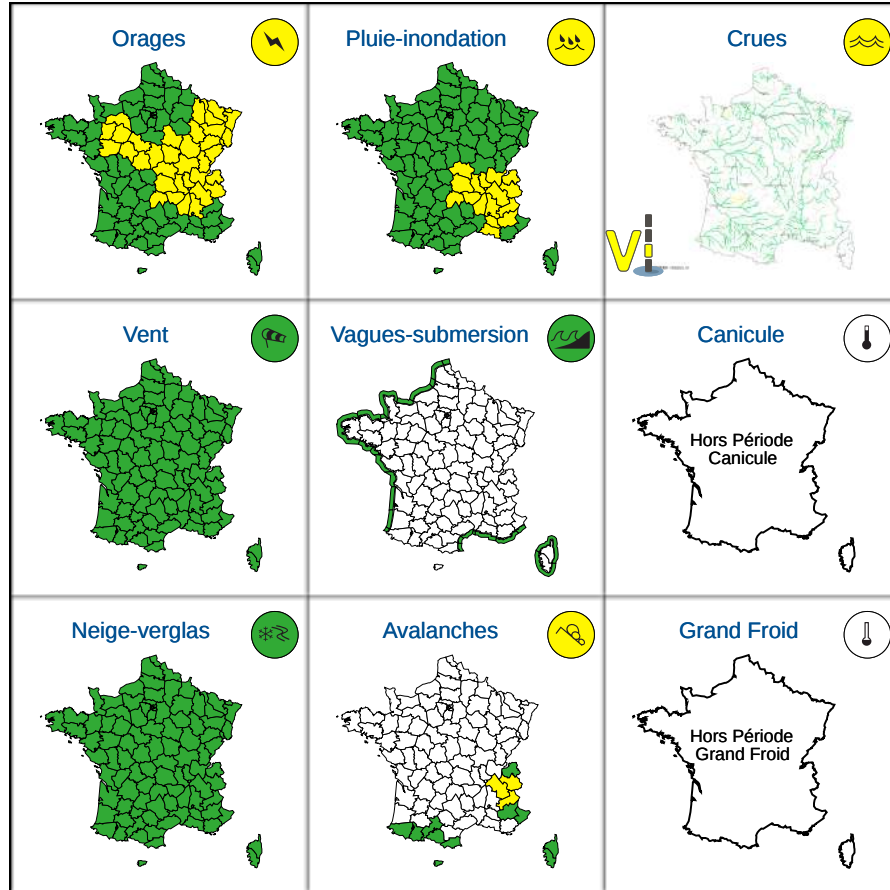 Orages
Pluie-inondation
Crues
Vi
Vent
Vagues-submersion
Canicule
Hors Période
Canicule
Neige-verglas
Avalanches
Grand Froid
Hors Période
Grand Froid